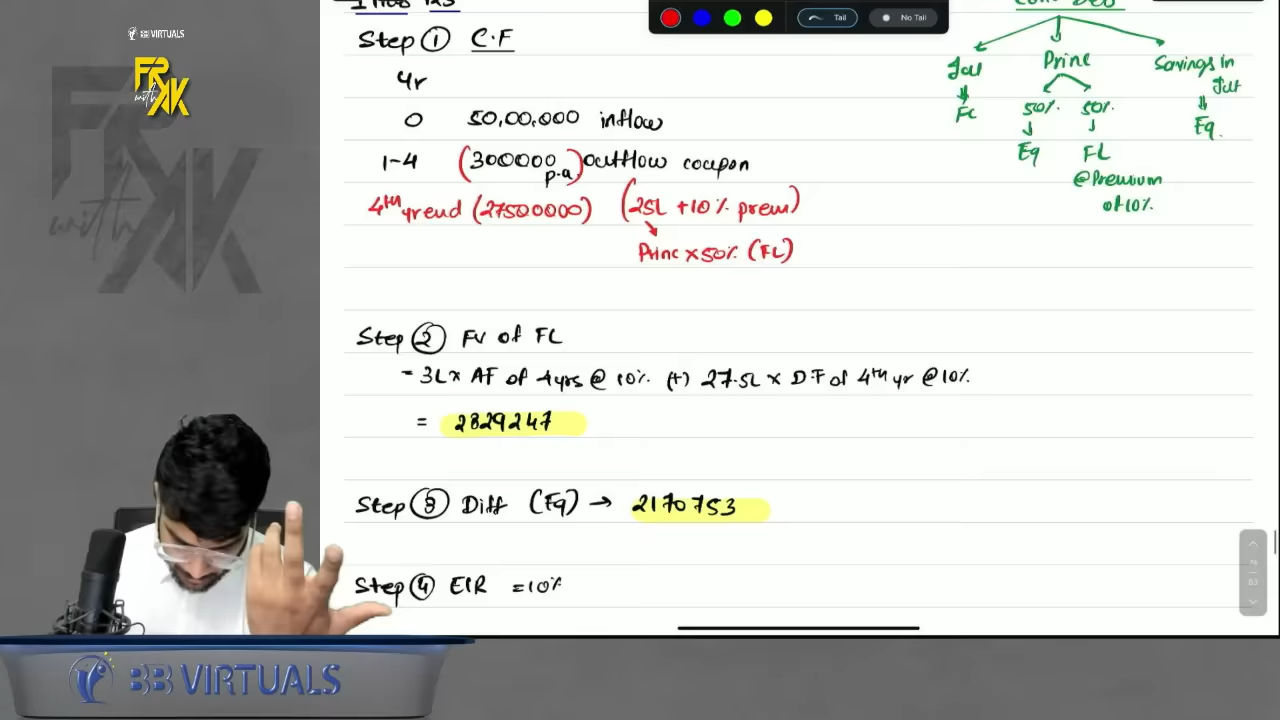 BB VIRTUALS
FR
with
KK
Tail
No Tail
Step ① C.F
4r
0 50,00,000 inflow
1-4 (300000 p.a) outflow coupon
4th yr end (27500000) (25L + 10% prem)
Princ x 50% (FL)
Step ② FV of FL
= 3L x AF of 4yrs @ 10% (+) 27.5L x DF of 4th yr @ 10%
= 2829247
Step ③ Diff (Eq) → 2170753
Step ④ EIR = 10%
Princ
Savings in
FC
50% 50%
Eq FL
Eq.
@Premium
of 10%
BB VIRTUALS